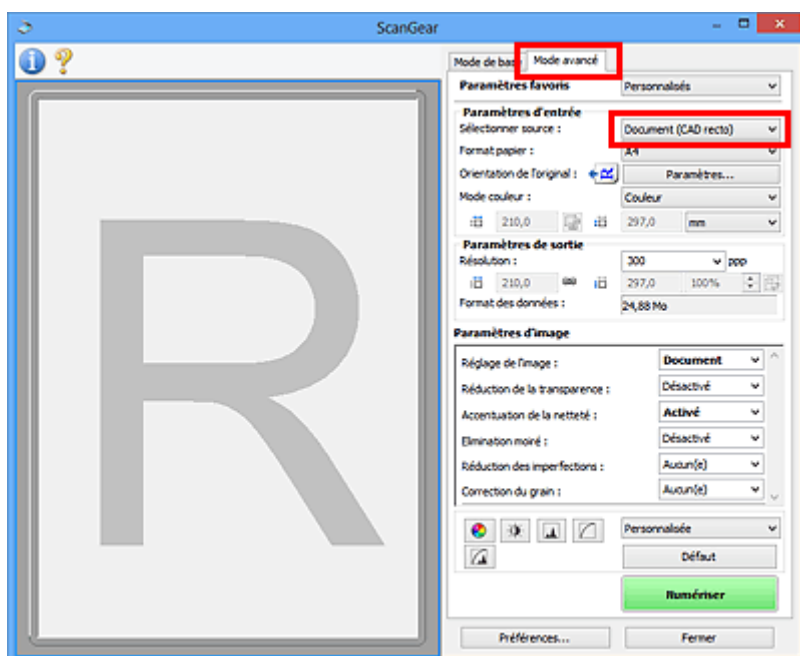 ScanGear
Mode de base Mode avancé
Paramètres favoris Personnalisés
Paramètres d'entrée
Sélectionner source : Document (CAD recto)
Format papier : A4
Orientation de l'original : Paramètres...
Mode couleur : Couleur
210,0 297,0 mm
Paramètres de sortie
Résolution : 300 ppp
210,0 297,0 100%
Format des données : 24,88 Mo
Paramètres d'image
Réglage de l'image : Document
Réduction de la transparence : Désactivé
Accentuation de la netteté : Activé
Elimination moiré : Désactivé
Réduction des imperfections : Aucun(e)
Correction du grain : Aucun(e)
Personnalisée
Défaut
Numériser
Préférences... Fermer
R